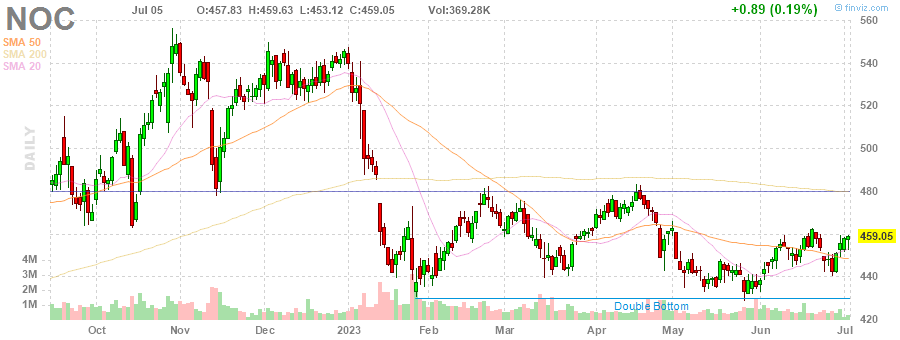 NOC Jul 05 O:457.83 H:459.63 L:453.12 C:459.05 Vol:369.28K +0.89 (0.19%) © finviz.com
SMA 50
SMA 200
SMA 20
DAILY
560
540
520
500
480
459.05
440
420
4M
3M
2M
1M
Double Bottom
Oct Nov Dec 2023 Feb Mar Apr May Jun Jul